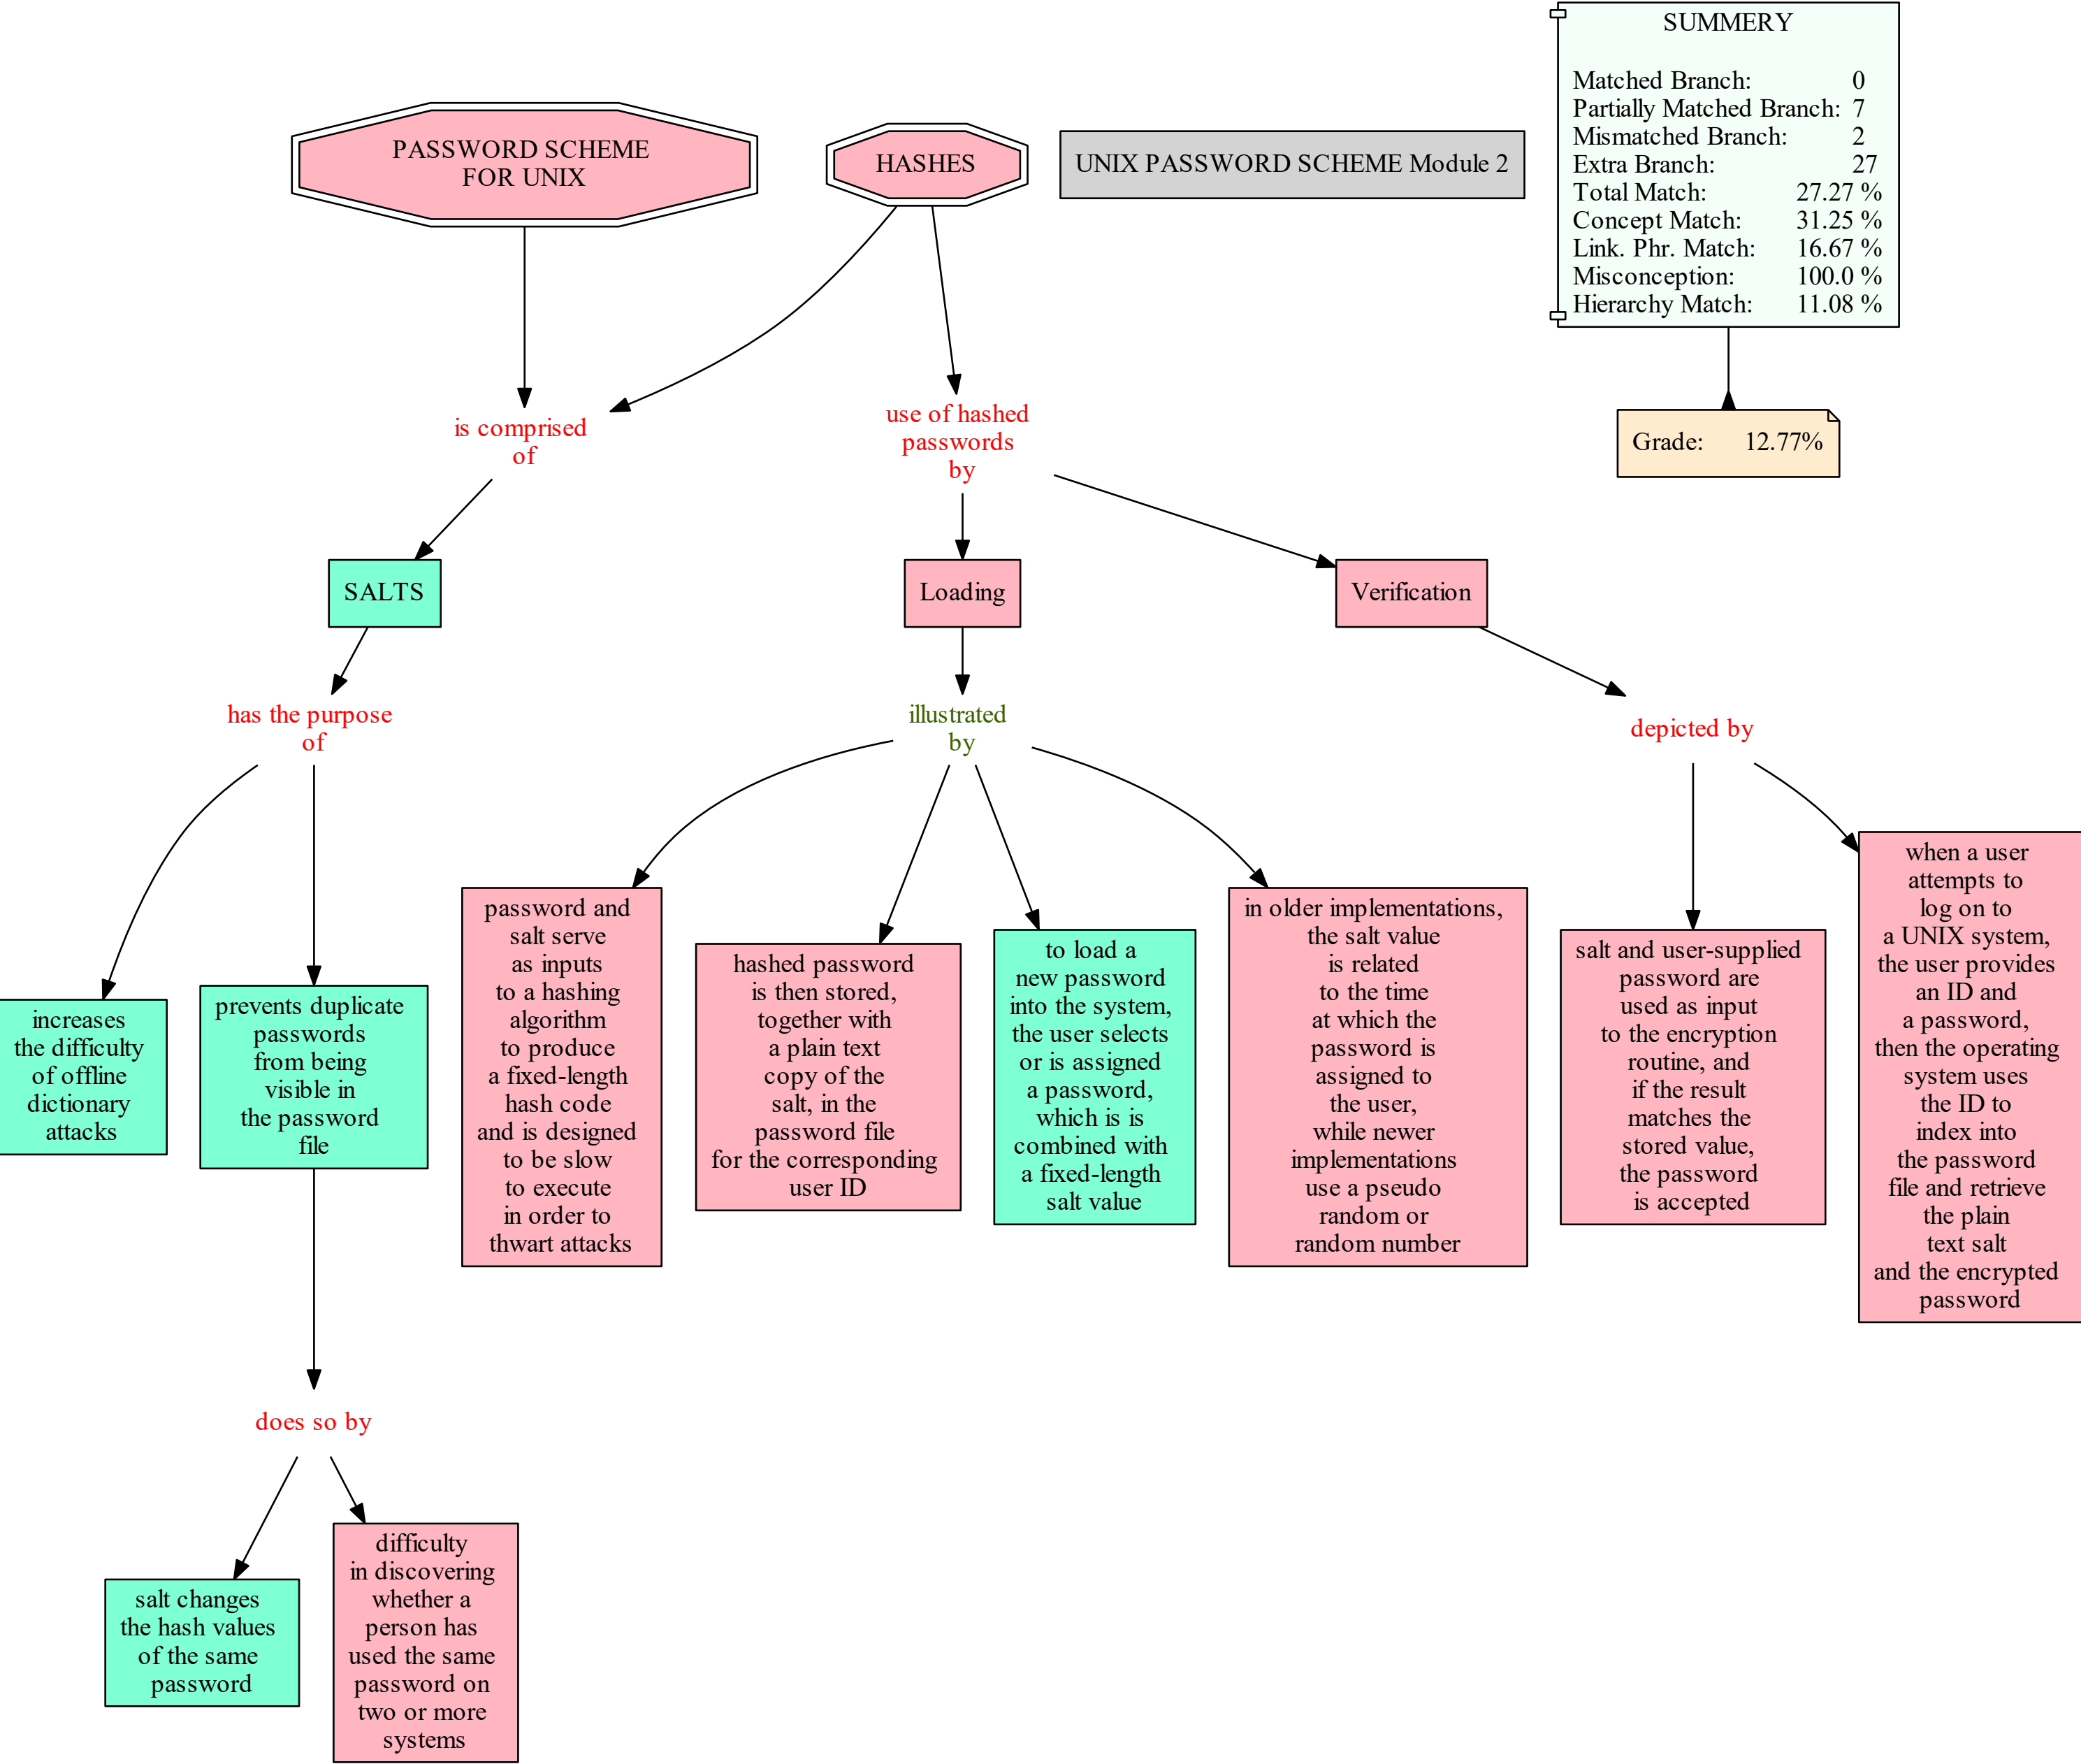 SUMMERY
Matched Branch: 0
Partially Matched Branch: 7
Mismatched Branch: 2
Extra Branch: 27
Total Match: 27.27 %
Concept Match: 31.25 %
Link. Phr. Match: 16.67 %
Misconception: 100.0 %
Hierarchy Match: 11.08 %
PASSWORD SCHEME
FOR UNIX
HASHES
UNIX PASSWORD SCHEME Module 2
Grade: 12.77%
is comprised
of
use of hashed
passwords
by
SALTS
Loading
Verification
has the purpose
of
illustrated
by
depicted by
increases
the difficulty
of offline
dictionary
attacks
prevents duplicate
passwords
from being
visible in
the password
file
password and
salt serve
as inputs
to a hashing
algorithm
to produce
a fixed-length
hash code
and is designed
to be slow
to execute
in order to
thwart attacks
hashed password
is then stored,
together with
a plain text
copy of the
salt, in the
password file
for the corresponding
user ID
to load a
new password
into the system,
the user selects
or is assigned
a password,
which is is
combined with
a fixed-length
salt value
in older implementations,
the salt value
is related
to the time
at which the
password is
assigned to
the user,
while newer
implementations
use a pseudo
random or
random number
salt and user-supplied
password are
used as input
to the encryption
routine, and
if the result
matches the
stored value,
the password
is accepted
when a user
attempts to
log on to
a UNIX system,
the user provides
an ID and
a password,
then the operating
system uses
the ID to
index into
the password
file and retrieve
the plain
text salt
and the encrypted
password
does so by
salt changes
the hash values
of the same
password
difficulty
in discovering
whether a
person has
used the same
password on
two or more
systems